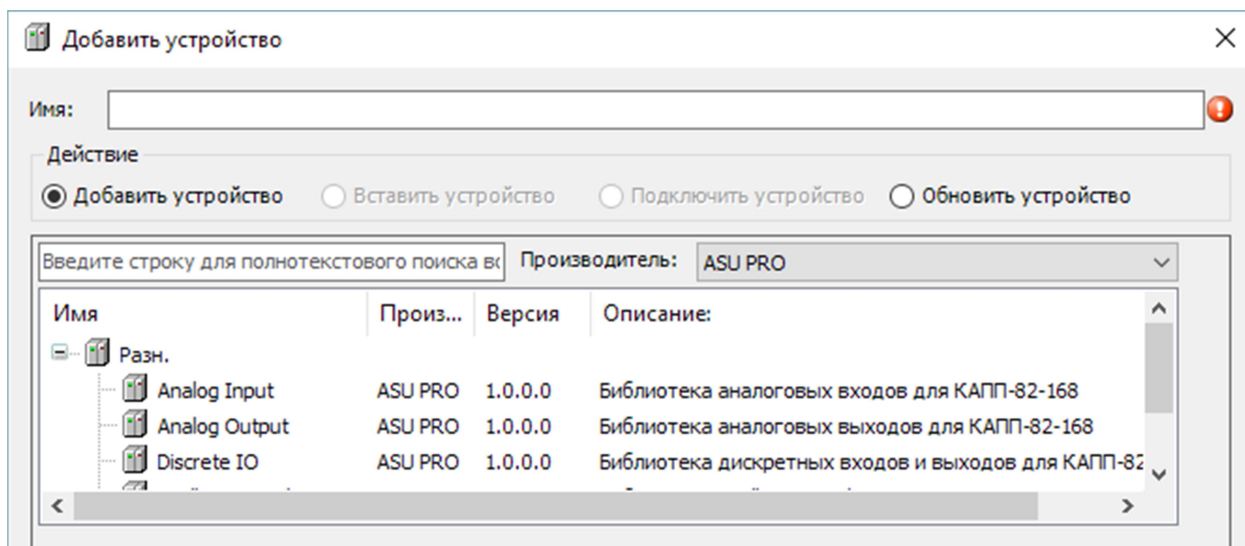 Добавить устройство
Имя:
Действие
Добавить устройство Вставить устройство Подключить устройство Обновить устройство
Введите строку для полнотекстового поиска Производитель: ASU PRO
Имя Произ... Версия Описание:
Разн.
Analog Input ASU PRO 1.0.0.0 Библиотека аналоговых входов для КАПП-82-168
Analog Output ASU PRO 1.0.0.0 Библиотека аналоговых выходов для КАПП-82-168
Discrete IO ASU PRO 1.0.0.0 Библиотека дискретных входов и выходов для КАПП-82